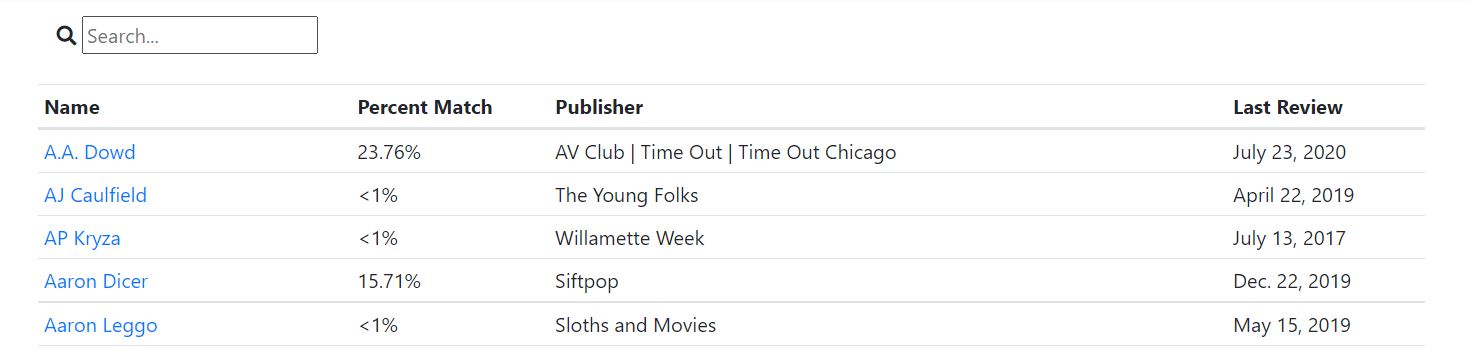 Search...
Name Percent Match Publisher Last Review
A.A. Dowd 23.76% AV Club | Time Out | Time Out Chicago July 23, 2020
AJ Caulfield <1% The Young Folks April 22, 2019
AP Kryza <1% Willamette Week July 13, 2017
Aaron Dicer 15.71% Siftpop Dec. 22, 2019
Aaron Leggo <1% Sloths and Movies May 15, 2019